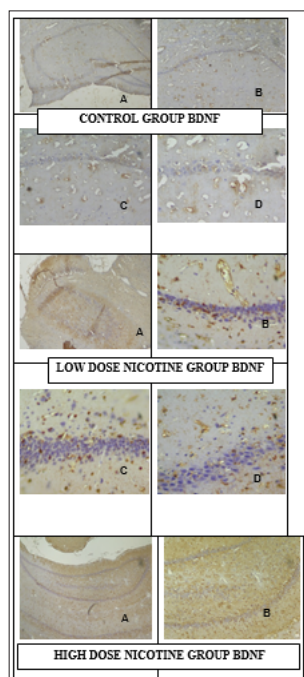 A
B
CONTROL GROUP BDNF
C
D
A
B
LOW DOSE NICOTINE GROUP BDNF
C
D
A
B
HIGH DOSE NICOTINE GROUP BDNF